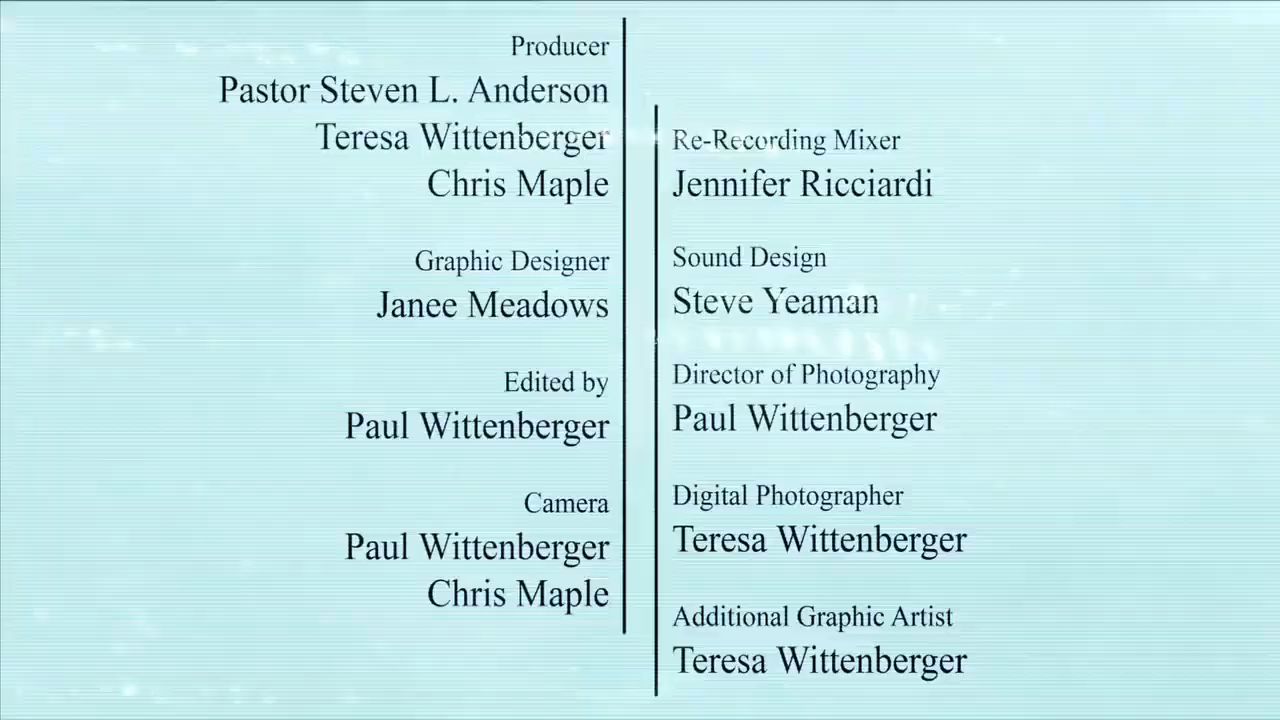 Producer
Pastor Steven L. Anderson
Teresa Wittenberger
Chris Maple
Graphic Designer
Janee Meadows
Edited by
Paul Wittenberger
Camera
Paul Wittenberger
Chris Maple
Re-Recording Mixer
Jennifer Ricciardi
Sound Design
Steve Yeaman
Director of Photography
Paul Wittenberger
Digital Photographer
Teresa Wittenberger
Additional Graphic Artist
Teresa Wittenberger